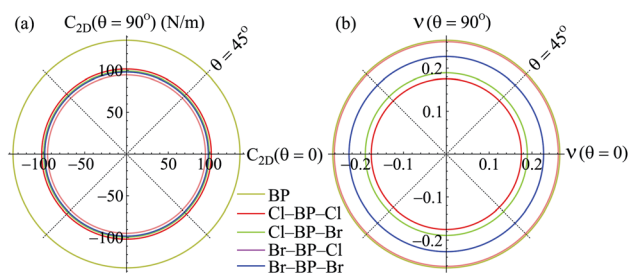 (a) C2D(θ = 90°) (N/m)
θ = 45°
100
50
−100 −50 50 100 C2D(θ = 0)
−50
−100
(b) ν(θ = 90°)
θ = 45°
0.2
0.1
−0.2 −0.1 0.1 0.2 ν(θ = 0)
−0.1
−0.2
BP
Cl–BP–Cl
Cl–BP–Br
Br–BP–Cl
Br–BP–Br